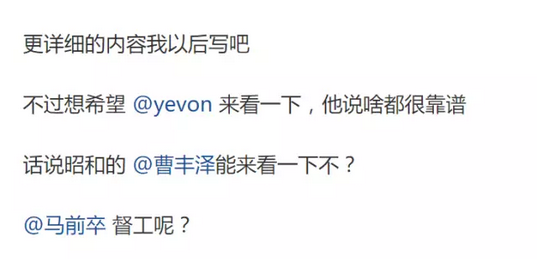 更详细的内容我以后写吧
不过想希望 @yevon 来看一下，他说啥都很靠谱
话说昭和的 @曹丰泽能来看一下不？
@马前卒 督工呢？